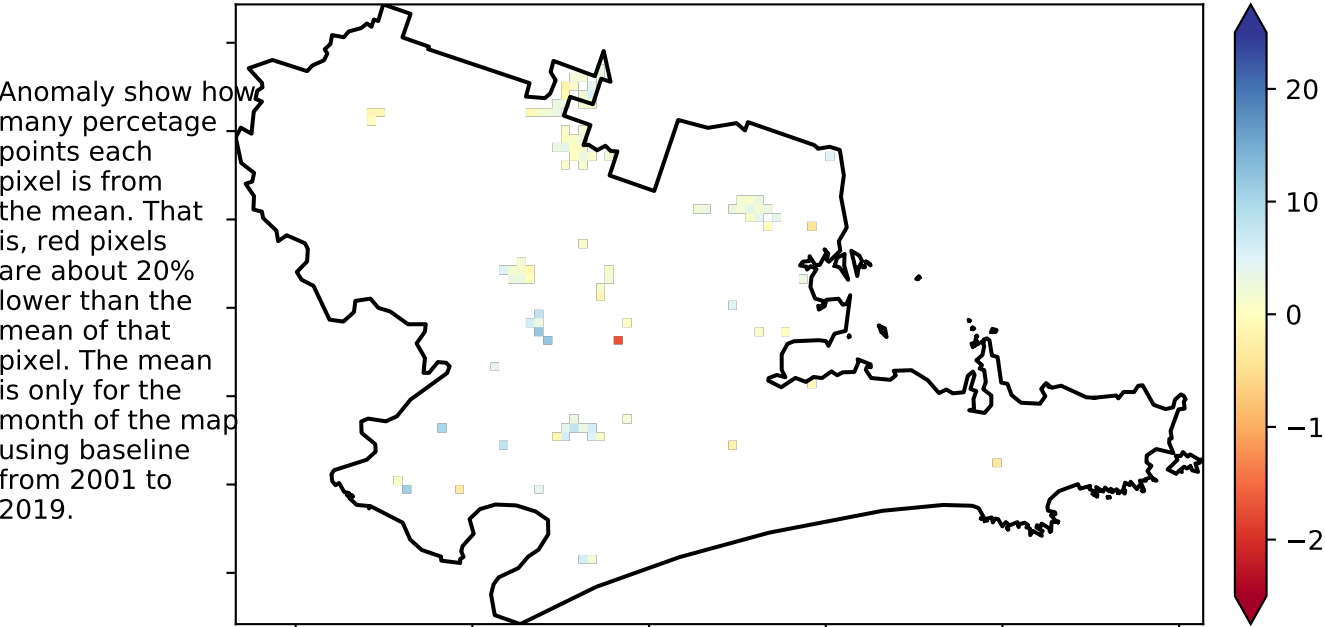 Anomaly show how
many percetage
points each
pixel is from
the mean. That
is, red pixels
are about 20%
lower than the
mean of that
pixel. The mean
is only for the
month of the map
using baseline
from 2001 to
2019.
20
10
0
−1
−2